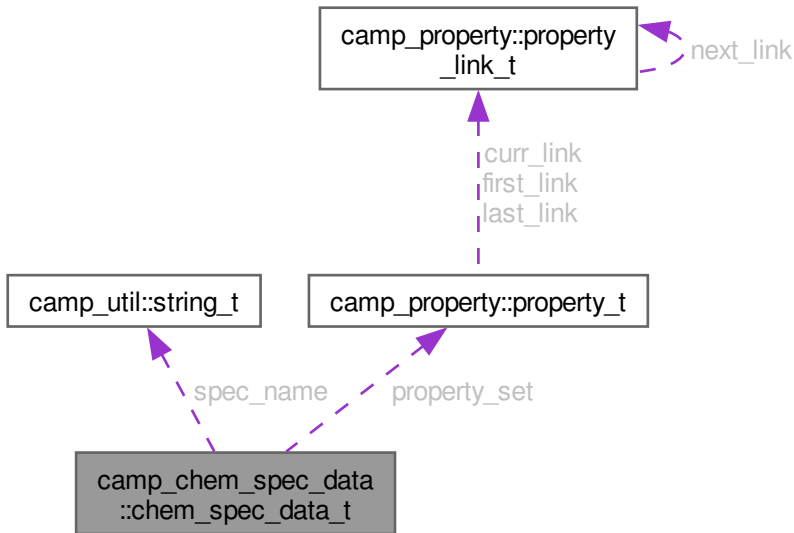 camp_property::property
_link_t
next_link
curr_link
first_link
last_link
camp_util::string_t
camp_property::property_t
spec_name
property_set
camp_chem_spec_data
::chem_spec_data_t